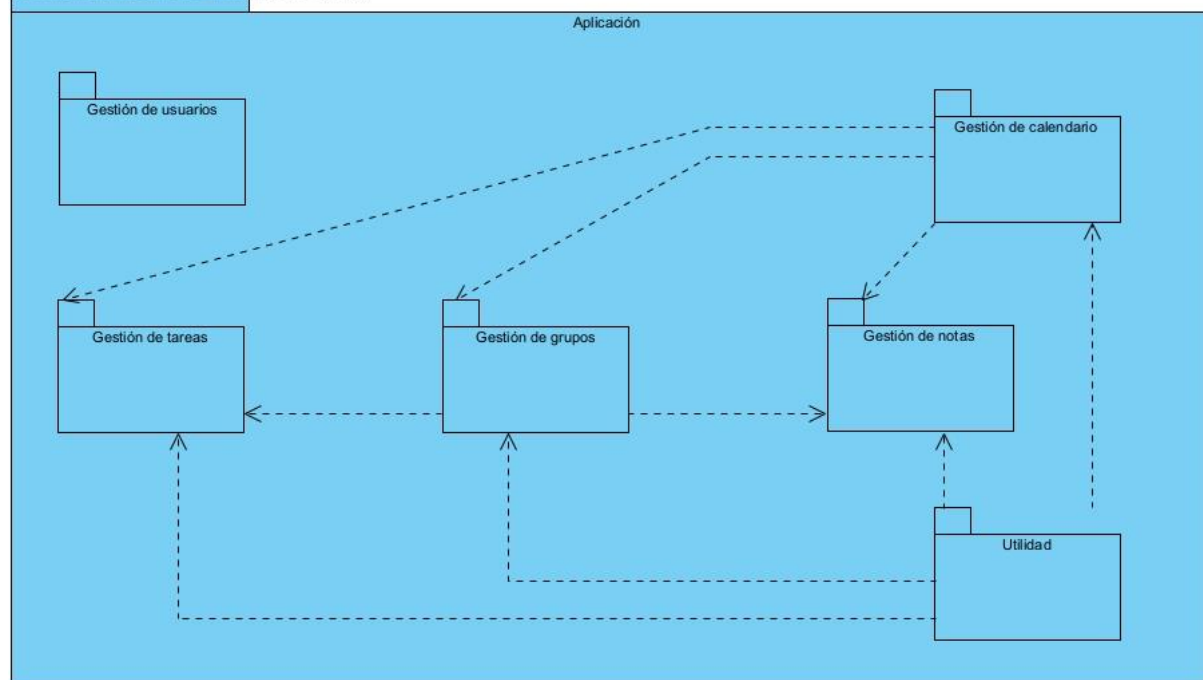 Aplicación
Gestión de usuarios
Gestión de calendario
Gestión de tareas
Gestión de grupos
Gestión de notas
Utilidad